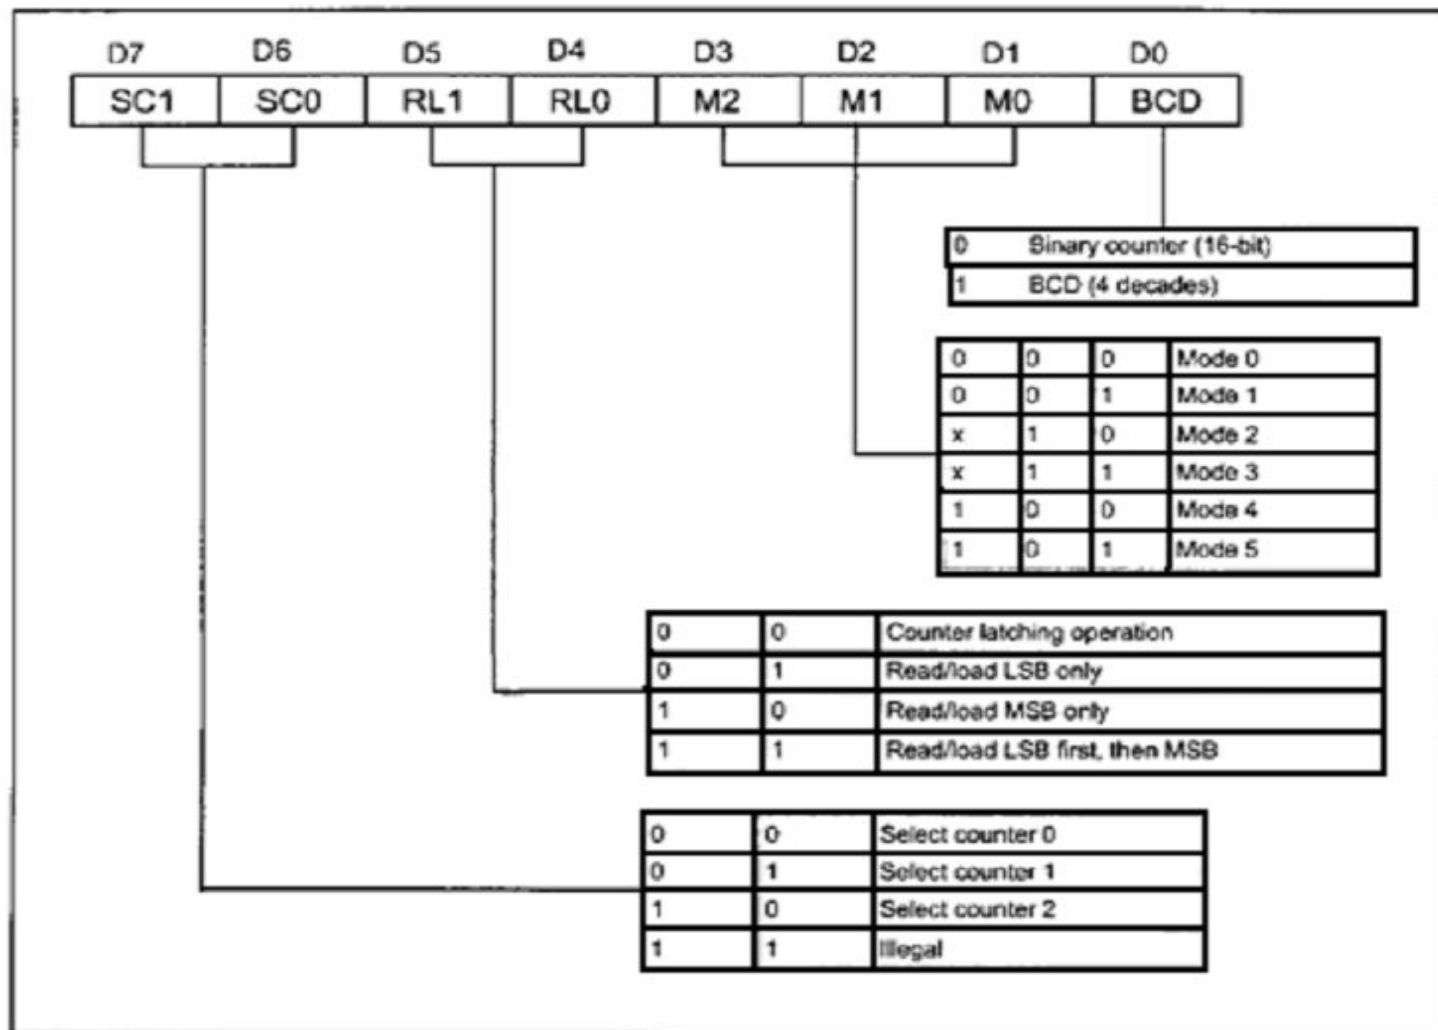 D7 D6 D5 D4 D3 D2 D1 D0
SC1 SC0 RL1 RL0 M2 M1 M0 BCD
0 Binary counter (16-bit)
1 BCD (4 decades)
0 0 0 Mode 0
0 0 1 Mode 1
x 1 0 Mode 2
x 1 1 Mode 3
1 0 0 Mode 4
1 0 1 Mode 5
0 0 Counter latching operation
0 1 Read/load LSB only
1 0 Read/load MSB only
1 1 Read/load LSB first, then MSB
0 0 Select counter 0
0 1 Select counter 1
1 0 Select counter 2
1 1 Illegal